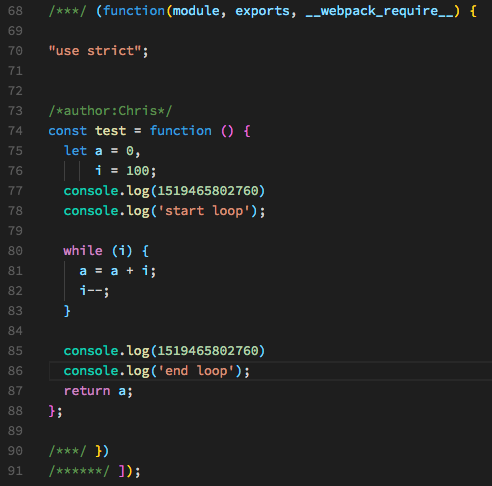 68 /***/ (function(module, exports, __webpack_require__) {
69
70 "use strict";
71
72
73 /*author:Chris*/
74 const test = function () {
75   let a = 0,
76       i = 100;
77   console.log(1519465802760)
78   console.log('start loop');
79
80   while (i) {
81     a = a + i;
82     i--;
83   }
84
85   console.log(1519465802760)
86   console.log('end loop');
87   return a;
88 };
89
90 /***/ })
91 /******/ ]);